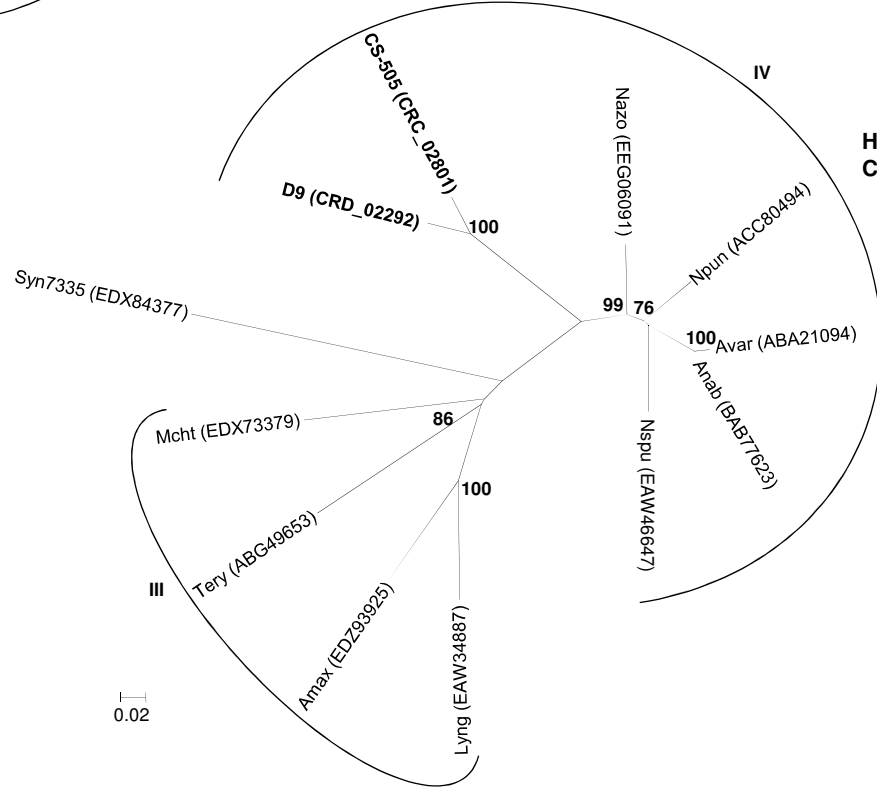 IV
H
C
CS-505 (CRC_02801)
Nazo (EEG06091)
D9 (CRD_02292)
Npun (ACC80494)
100
Syn7335 (EDX84377)
99
76
100
Avar (ABA21094)
Anab (BAB77623)
Mcht (EDX73379)
86
Nspu (EAW46647)
100
Tery (ABG49653)
III
Amax (EDZ93925)
Lyng (EAW34887)
0.02